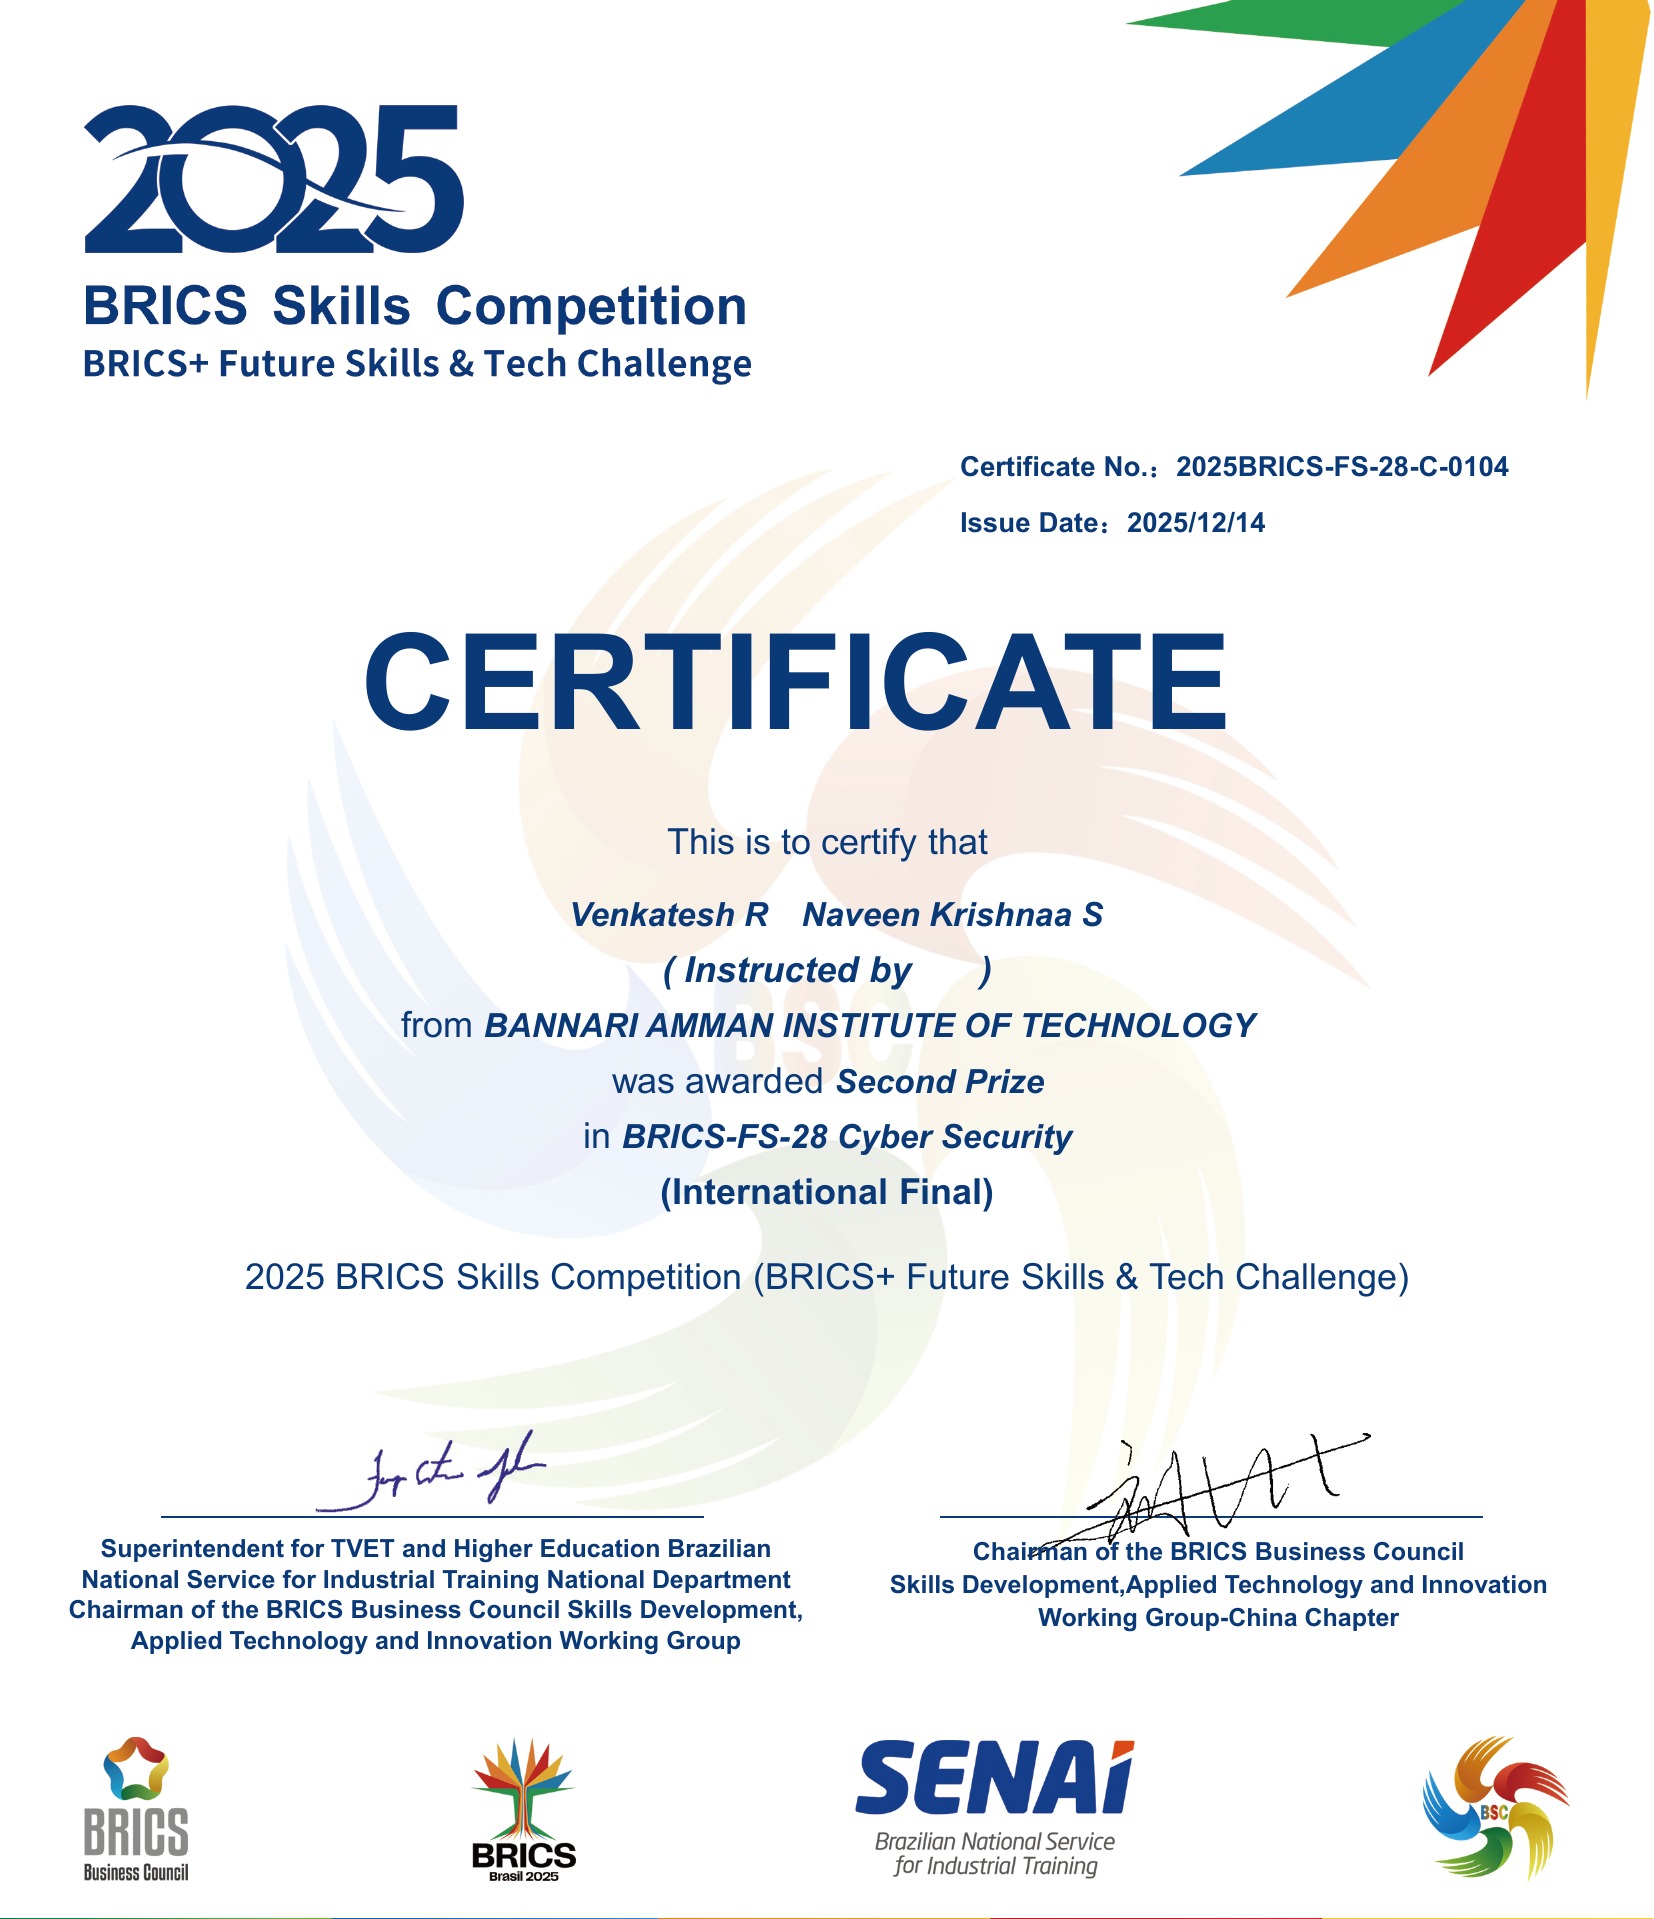 2025
BRICS Skills Competition
BRICS+ Future Skills & Tech Challenge
Certificate No.：2025BRICS-FS-28-C-0104
Issue Date：2025/12/14
CERTIFICATE
This is to certify that
Venkatesh R Naveen Krishnaa S
( Instructed by )
from BANNARI AMMAN INSTITUTE OF TECHNOLOGY
BSC
was awarded Second Prize
in BRICS-FS-28 Cyber Security
(International Final)
2025 BRICS Skills Competition (BRICS+ Future Skills & Tech Challenge)
Superintendent for TVET and Higher Education Brazilian
National Service for Industrial Training National Department
Chairman of the BRICS Business Council Skills Development,
Applied Technology and Innovation Working Group
Chairman of the BRICS Business Council
Skills Development,Applied Technology and Innovation
Working Group-China Chapter
BRICS
Business Council
BRICS
Brasil 2025
SENAI
Brazilian National Service
for Industrial Training
BSC